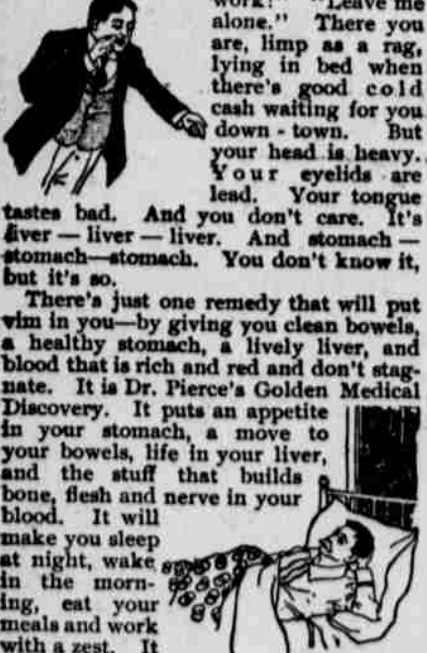 work!" "Leave me
alone." There you
are, limp as a rag,
lying in bed when
there's good cold
cash waiting for you
down-town. But
your head is heavy.
Your eyelids are
lead. Your tongue
tastes bad. And you don't care. It's
liver — liver — liver. And stomach —
stomach—stomach. You don't know it,
but it's so.
There's just one remedy that will put
vim in you—by giving you clean bowels,
a healthy stomach, a lively liver, and
blood that is rich and red and don't stag-
nate. It is Dr. Pierce's Golden Medical
Discovery. It puts an appetite
in your stomach, a move to
your bowels, life in your liver,
and the stuff that builds
bone, flesh and nerve in your
blood. It will
make you sleep
at night, wake
in the morn-
ing, eat your
meals and work
with a zest. It